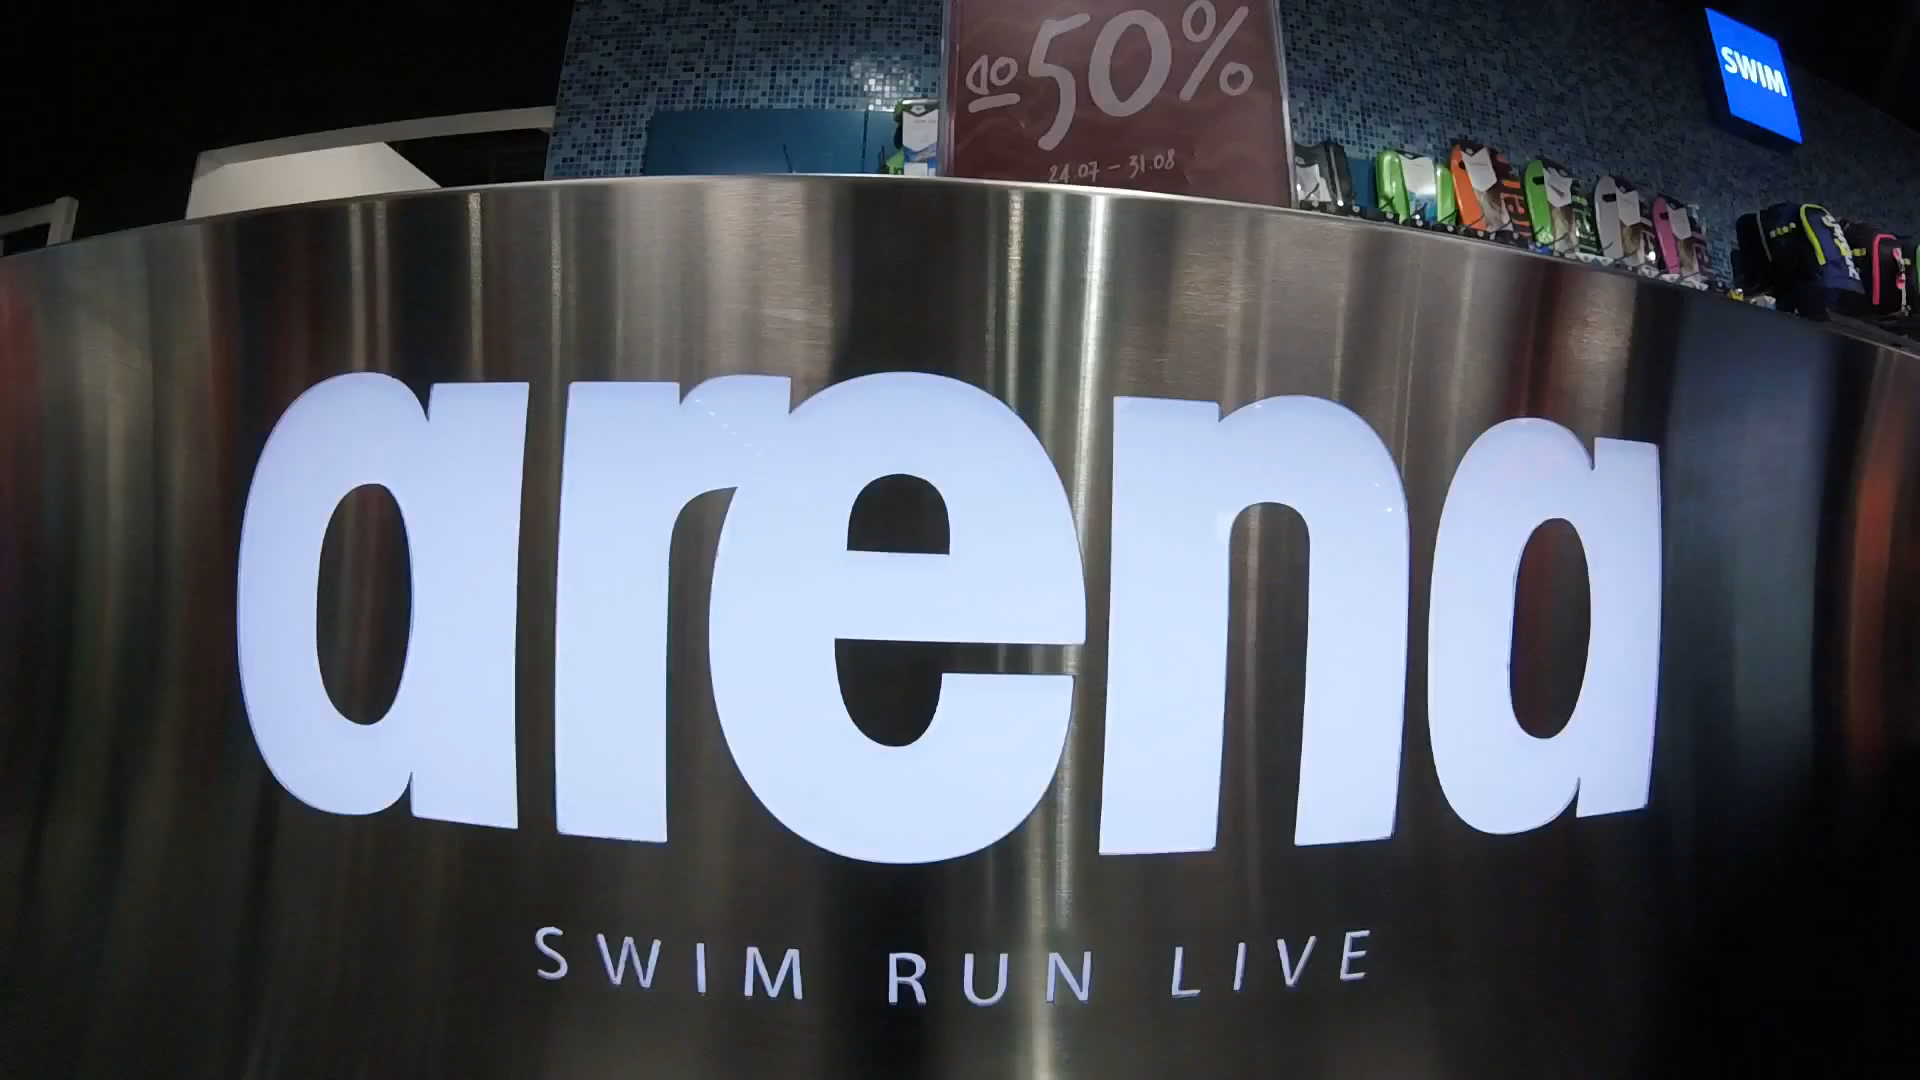 до 50%
24.07 - 31.08
SWIM
arena
SWIM RUN LIVE